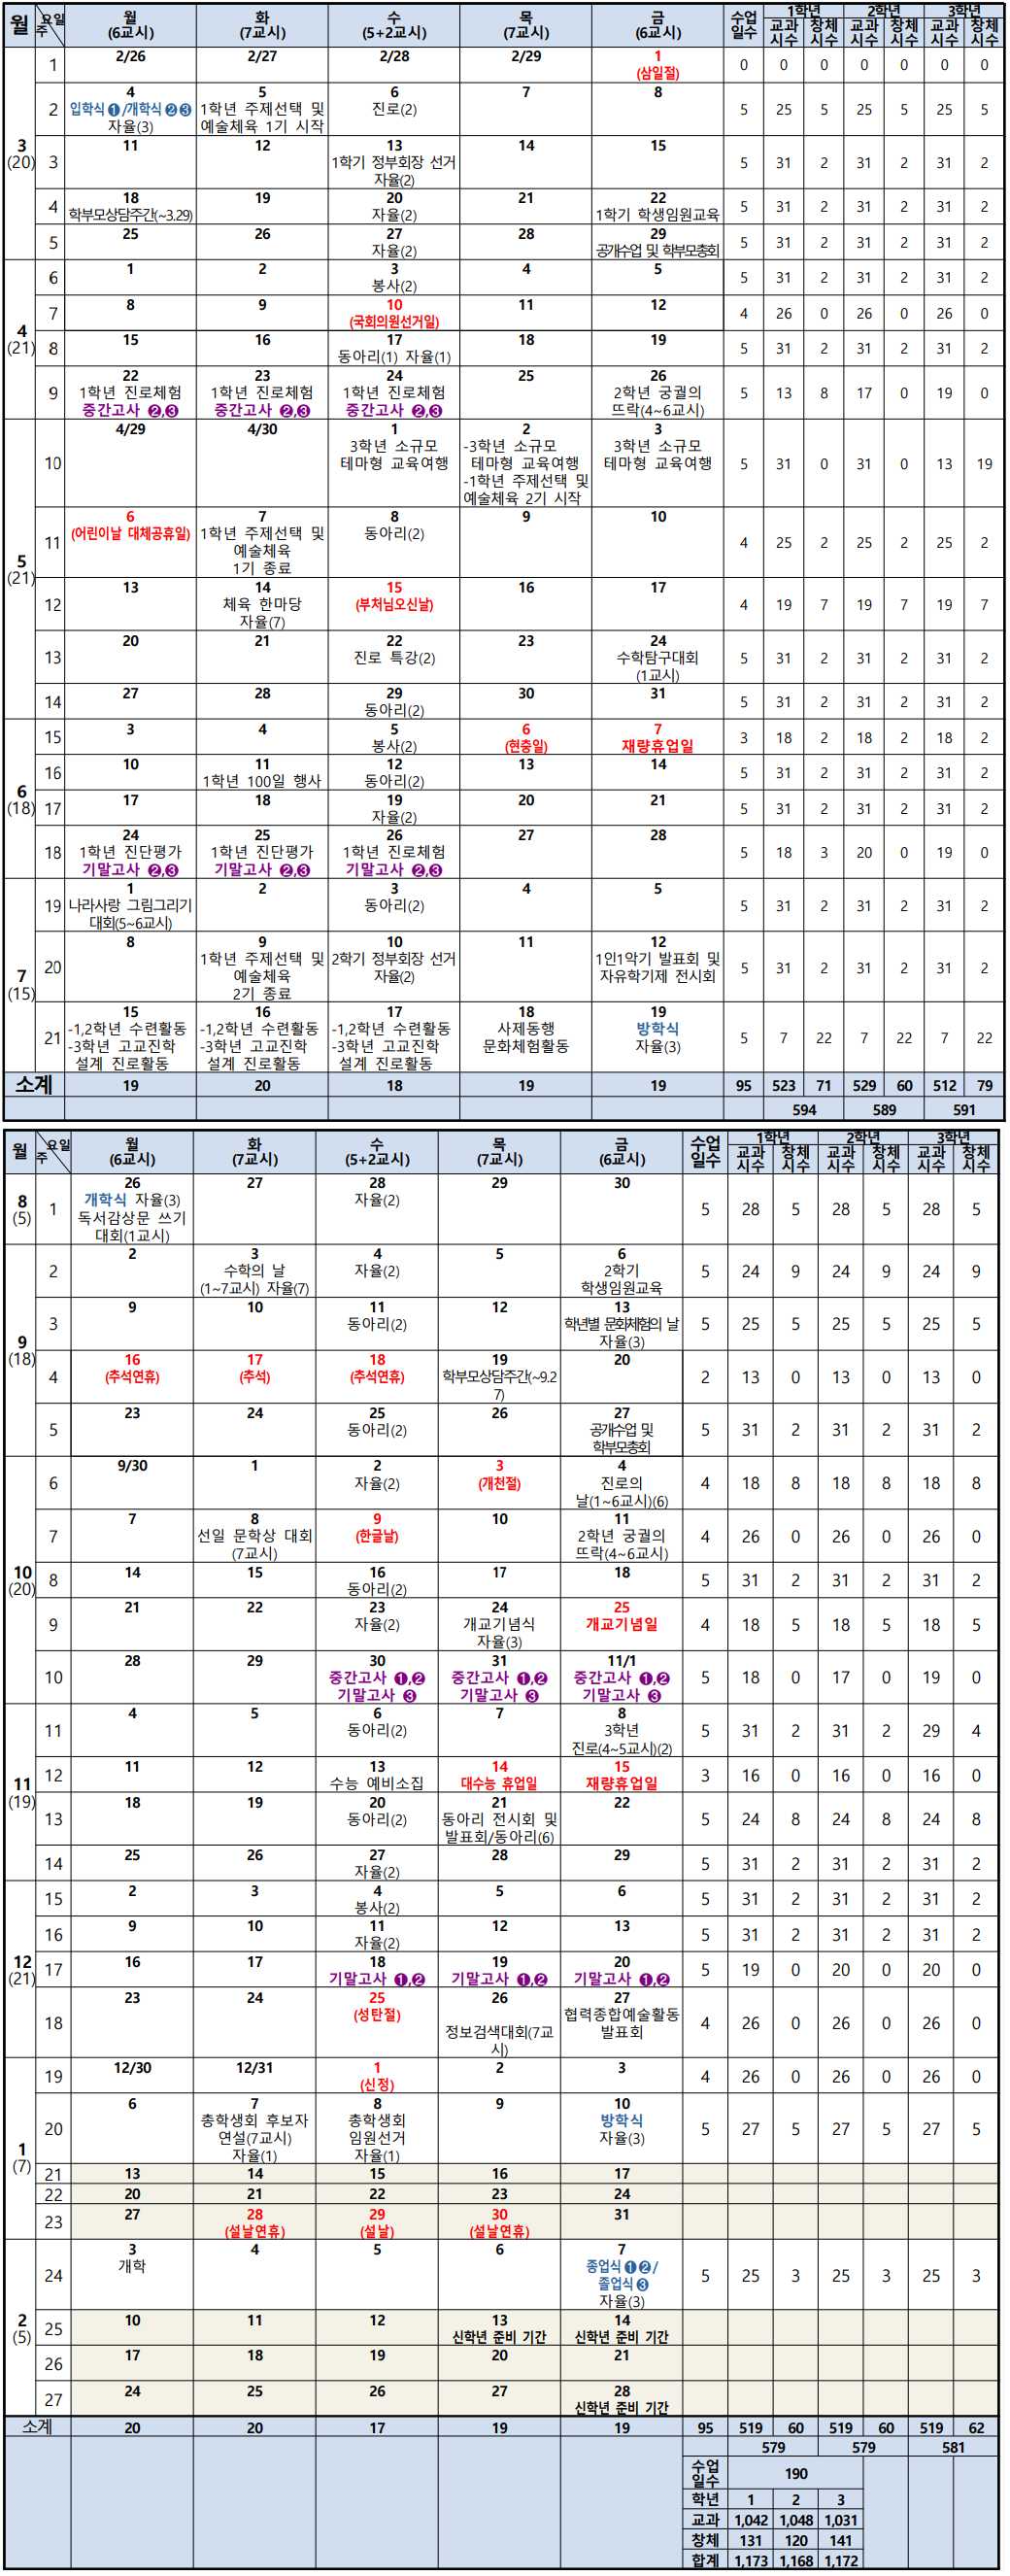 월 요일 주 월 화 수 목 금 수업 1학년 2학년 3학년
(6교시) (7교시) (5+2교시) (7교시) (6교시) 일수 교과시수 창체시수 교과시수 창체시수 교과시수 창체시수
3 (20)
1 2/26 2/27 2/28 2/29 1 0 0 0 0 0 0 0
(삼일절)
2 4 5 6 7 8 5 25 5 25 5 25 5
입학식❶/개학식❷❸ 1학년 주제선택 및 진로(2)
자율(3) 예술체육 1기 시작
3 11 12 13 14 15 5 31 2 31 2 31 2
1학기 정부회장 선거
자율(2)
4 18 19 20 21 22 5 31 2 31 2 31 2
학부모상담주간(~3.29) 자율(2) 1학기 학생임원교육
5 25 26 27 28 29 5 31 2 31 2 31 2
자율(2) 공개수업 및 학부모총회
4 (21)
6 1 2 3 4 5 5 31 2 31 2 31 2
봉사(2)
7 8 9 10 11 12 4 26 0 26 0 26 0
(국회의원선거일)
8 15 16 17 18 19 5 31 2 31 2 31 2
동아리(1) 자율(1)
9 22 23 24 25 26 5 13 8 17 0 19 0
1학년 진로체험 1학년 진로체험 1학년 진로체험 2학년 궁궐의
중간고사 ❷,❸ 중간고사 ❷,❸ 중간고사 ❷,❸ 뜨락(4~6교시)
5 (21)
10 4/29 4/30 1 2 3 5 31 0 31 0 13 19
3학년 소규모 -3학년 소규모 3학년 소규모
테마형 교육여행 테마형 교육여행 테마형 교육여행
-1학년 주제선택 및
예술체육 2기 시작
11 6 7 8 9 10 4 25 2 25 2 25 2
(어린이날 대체공휴일) 1학년 주제선택 및 동아리(2)
예술체육
1기 종료
12 13 14 15 16 17 4 19 7 19 7 19 7
체육 한마당 (부처님오신날)
자율(7)
13 20 21 22 23 24 5 31 2 31 2 31 2
진로 특강(2) 수학탐구대회
(1교시)
14 27 28 29 30 31 5 31 2 31 2 31 2
동아리(2)
6 (18)
15 3 4 5 6 7 3 18 2 18 2 18 2
봉사(2) (현충일) 재량휴업일
16 10 11 12 13 14 5 31 2 31 2 31 2
1학년 100일 행사 동아리(2)
17 17 18 19 20 21 5 31 2 31 2 31 2
자율(2)
18 24 25 26 27 28 5 18 3 20 0 19 0
1학년 진단평가 1학년 진단평가 1학년 진로체험
기말고사 ❷,❸ 기말고사 ❷,❸ 기말고사 ❷,❸
7 (15)
19 1 2 3 4 5 5 31 2 31 2 31 2
나라사랑 그림그리기 동아리(2)
대회(5~6교시)
20 8 9 10 11 12 5 31 2 31 2 31 2
1학년 주제선택 및 2학기 정부회장 선거 1인1악기 발표회 및
예술체육 자율(2) 자유학기제 전시회
2기 종료
21 15 16 17 18 19 5 7 22 7 22 7 22
-1,2학년 수련활동 -1,2학년 수련활동 -1,2학년 수련활동 사제동행 방학식
-3학년 고교진학 -3학년 고교진학 -3학년 고교진학 문화체험활동 자율(3)
설계 진로활동 설계 진로활동 설계 진로활동
소계 19 20 18 19 19 95 523 71 529 60 512 79
594 589 591
월 요일 주 월 화 수 목 금 수업 1학년 2학년 3학년
(6교시) (7교시) (5+2교시) (7교시) (6교시) 일수 교과시수 창체시수 교과시수 창체시수 교과시수 창체시수
8 (5)
1 26 27 28 29 30 5 28 5 28 5 28 5
개학식 자율(3) 자율(2)
독서감상문 쓰기
대회(1교시)
9 (18)
2 2 3 4 5 6 5 24 9 24 9 24 9
수학의 날 자율(2) 2학기
(1~7교시) 자율(7) 학생임원교육
3 9 10 11 12 13 5 25 5 25 5 25 5
동아리(2) 학년별 문화체험의 날
자율(3)
4 16 17 18 19 20 2 13 0 13 0 13 0
(추석연휴) (추석) (추석연휴) 학부모상담주간(~9.2
7)
5 23 24 25 26 27 5 31 2 31 2 31 2
동아리(2) 공개수업 및
학부모총회
10 (20)
6 9/30 1 2 3 4 4 18 8 18 8 18 8
자율(2) (개천절) 진로의
날(1~6교시)(6)
7 7 8 9 10 11 4 26 0 26 0 26 0
선일 문학상 대회 (한글날) 2학년 궁궐의
(7교시) 뜨락(4~6교시)
8 14 15 16 17 18 5 31 2 31 2 31 2
동아리(2)
9 21 22 23 24 25 4 18 5 18 5 18 5
자율(2) 개교기념식 개교기념일
자율(3)
10 28 29 30 31 11/1 5 18 0 17 0 19 0
중간고사 ❶,❷ 중간고사 ❶,❷ 중간고사 ❶,❷
기말고사 ❸ 기말고사 ❸ 기말고사 ❸
11 (19)
11 4 5 6 7 8 5 31 2 31 2 29 4
동아리(2) 3학년
진로(4~5교시)(2)
12 11 12 13 14 15 3 16 0 16 0 16 0
수능 예비소집 대수능 휴업일 재량휴업일
13 18 19 20 21 22 5 24 8 24 8 24 8
동아리(2) 동아리 전시회 및
발표회/동아리(6)
14 25 26 27 28 29 5 31 2 31 2 31 2
자율(2)
12 (21)
15 2 3 4 5 6 5 31 2 31 2 31 2
봉사(2)
16 9 10 11 12 13 5 31 2 31 2 31 2
자율(2)
17 16 17 18 19 20 5 19 0 20 0 20 0
기말고사 ❶,❷ 기말고사 ❶,❷ 기말고사 ❶,❷
18 23 24 25 26 27 4 26 0 26 0 26 0
(성탄절) 협력종합예술활동
정보검색대회(7교 발표회
시)
1 (7)
19 12/30 12/31 1 2 3 4 26 0 26 0 26 0
(신정)
20 6 7 8 9 10 5 27 5 27 5 27 5
총학생회 후보자 총학생회 방학식
연설(7교시) 임원선거 자율(3)
자율(1) 자율(1)
21 13 14 15 16 17
22 20 21 22 23 24
23 27 28 29 30 31
(설날연휴) (설날) (설날연휴)
2 (5)
24 3 4 5 6 7 5 25 3 25 3 25 3
개학 종업식❶❷/
졸업식❸
자율(3)
25 10 11 12 13 14
신학년 준비 기간 신학년 준비 기간
26 17 18 19 20 21
27 24 25 26 27 28
신학년 준비 기간
소계 20 20 17 19 19 95 519 60 519 60 519 62
579 579 581
수업일수 190
학년 1 2 3
교과 1,042 1,048 1,031
창체 131 120 141
합계 1,173 1,168 1,172